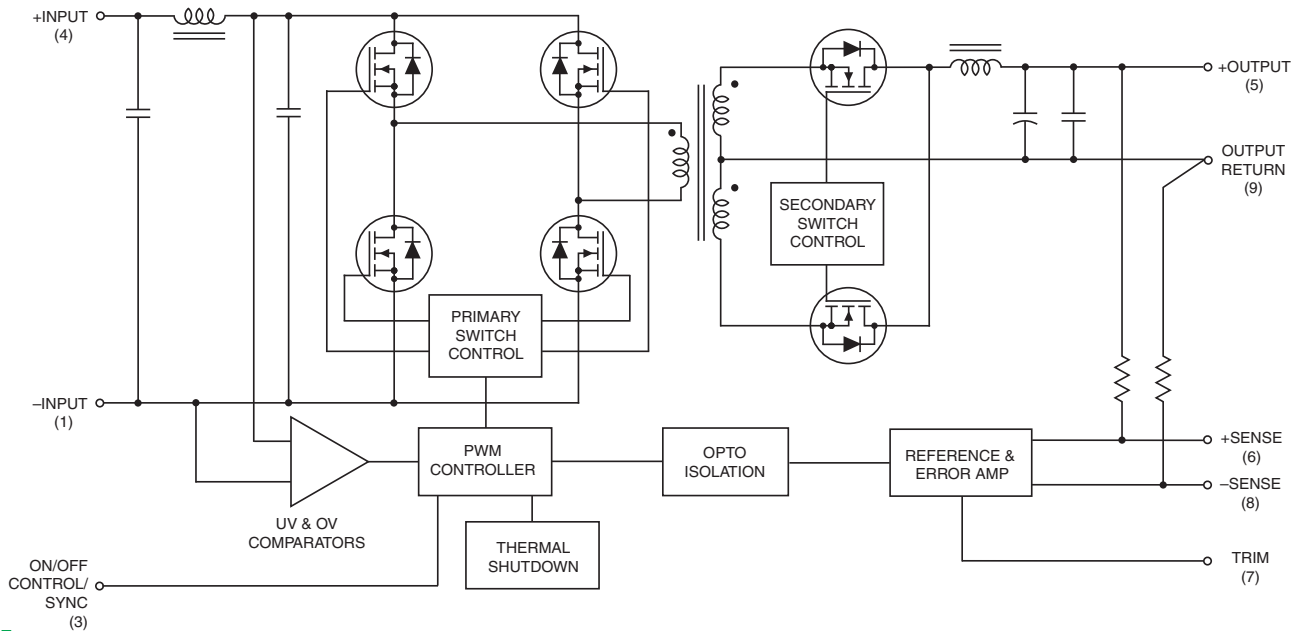 +INPUT
(4)
+OUTPUT
(5)
OUTPUT
RETURN
(9)
SECONDARY
SWITCH
CONTROL
PRIMARY
SWITCH
CONTROL
–INPUT
(1)
PWM
CONTROLLER
OPTO
ISOLATION
REFERENCE &
ERROR AMP
+SENSE
(6)
–SENSE
(8)
UV & OV
COMPARATORS
THERMAL
SHUTDOWN
TRIM
(7)
ON/OFF
CONTROL/
SYNC
(3)